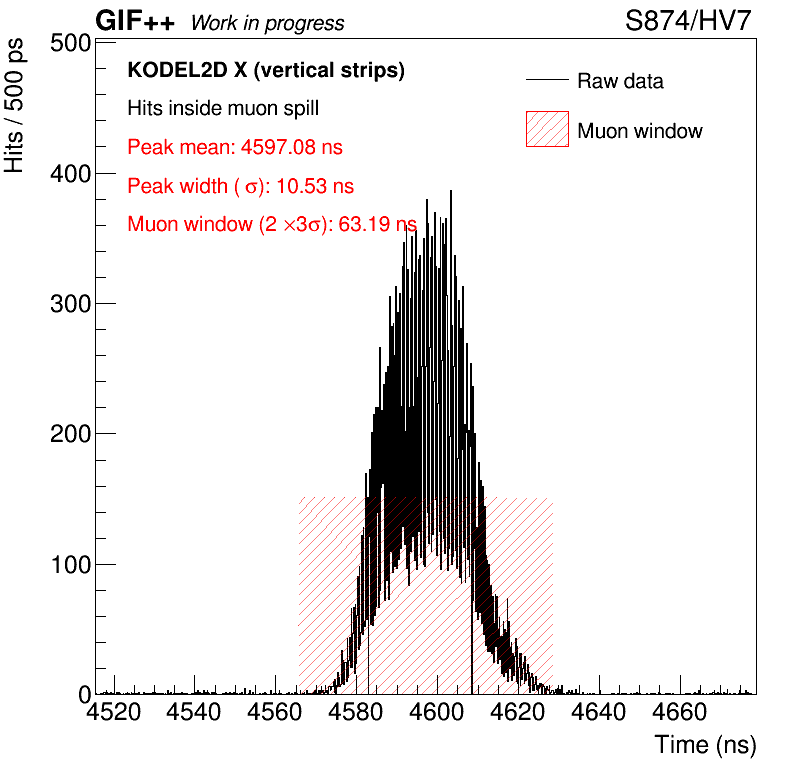 GIF++ Work in progress S874/HV7
KODEL2D X (vertical strips)
Hits inside muon spill
Peak mean: 4597.08 ns
Peak width ( σ): 10.53 ns
Muon window (2 ×3σ): 63.19 ns
Raw data
Muon window
Hits / 500 ps
500
400
300
200
100
0
4520 4540 4560 4580 4600 4620 4640 4660
Time (ns)